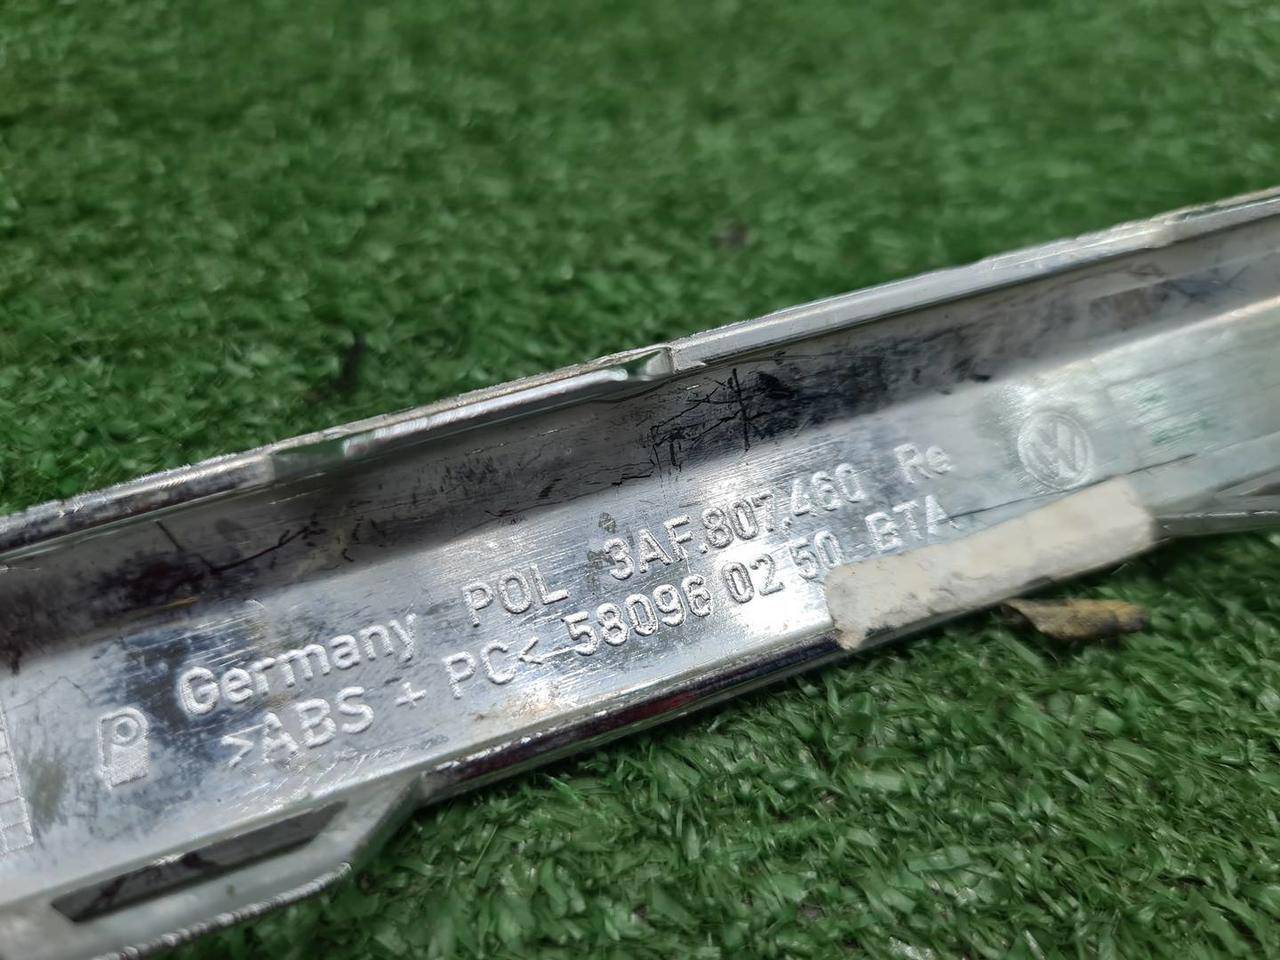 Germany POL 3AF.807.460 Re
>ABS + PC< 58096 02 50 BTA